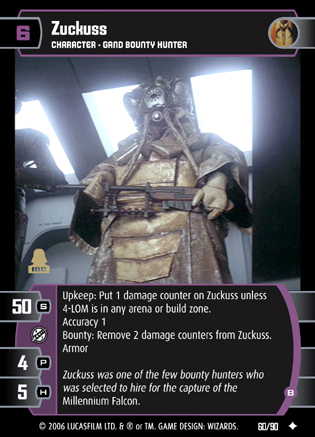 6 Zuckuss
CHARACTER • GAND BOUNTY HUNTER
IDC
50 S
Upkeep: Put 1 damage counter on Zuckuss unless
4-LOM is in any arena or build zone.
Accuracy 1
Bounty: Remove 2 damage counters from Zuckuss.
Armor
4 P
5 H
Zuckuss was one of the few bounty hunters who
was selected to hire for the capture of the
Millennium Falcon.
© 2006 LUCASFILM LTD. & ® or TM. GAME DESIGN: WIZARDS. 60/90